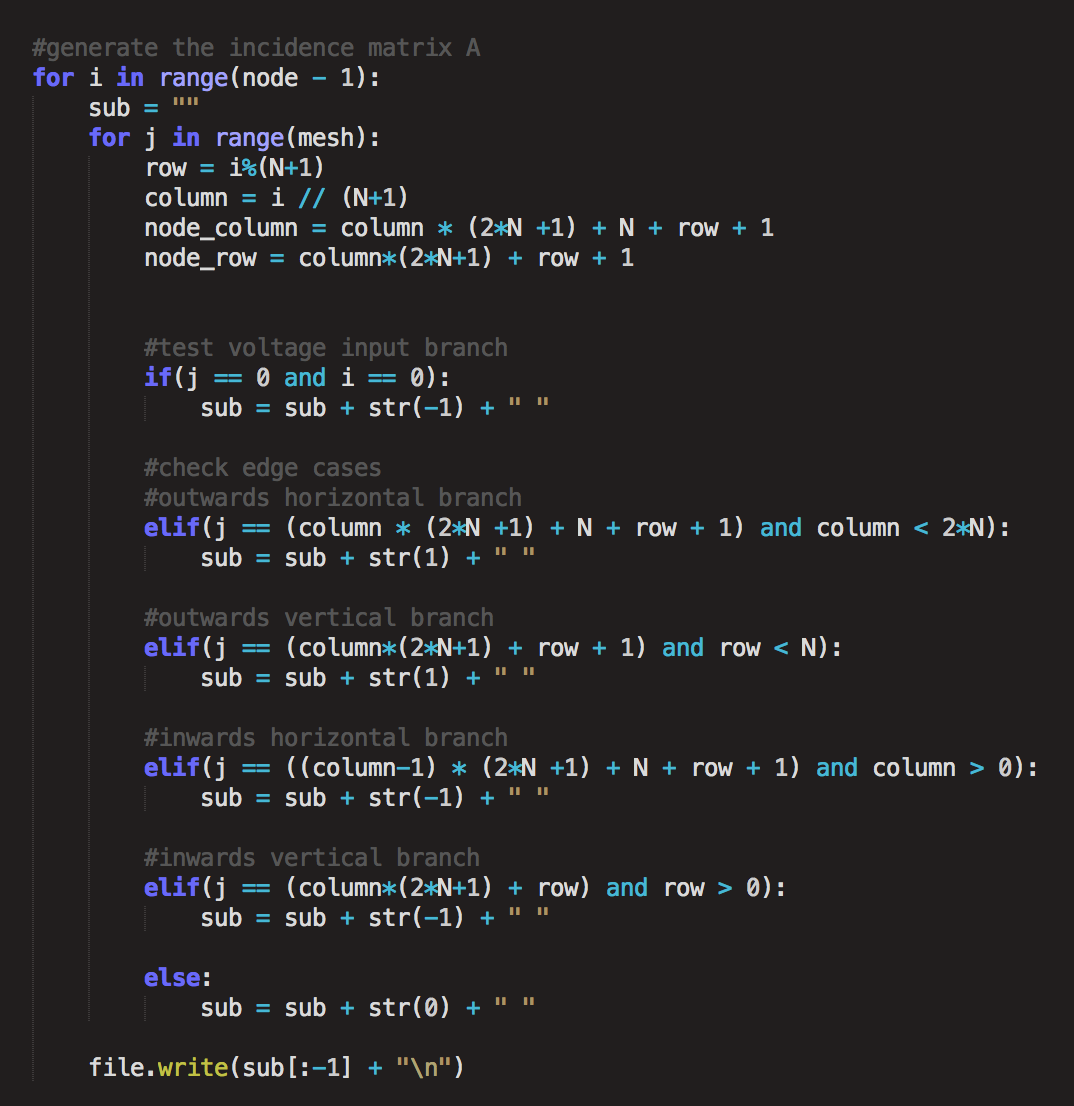 #generate the incidence matrix A
for i in range(node - 1):
    sub = ""
    for j in range(mesh):
        row = i%(N+1)
        column = i // (N+1)
        node_column = column * (2*N +1) + N + row + 1
        node_row = column*(2*N+1) + row + 1
        #test voltage input branch
        if(j == 0 and i == 0):
            sub = sub + str(-1) + " "
        #check edge cases
        #outwards horizontal branch
        elif(j == (column * (2*N +1) + N + row + 1) and column < 2*N):
            sub = sub + str(1) + " "
        #outwards vertical branch
        elif(j == (column*(2*N+1) + row + 1) and row < N):
            sub = sub + str(1) + " "
        #inwards horizontal branch
        elif(j == ((column-1) * (2*N +1) + N + row + 1) and column > 0):
            sub = sub + str(-1) + " "
        #inwards vertical branch
        elif(j == (column*(2*N+1) + row) and row > 0):
            sub = sub + str(-1) + " "
        else:
            sub = sub + str(0) + " "
    file.write(sub[:-1] + "\n")